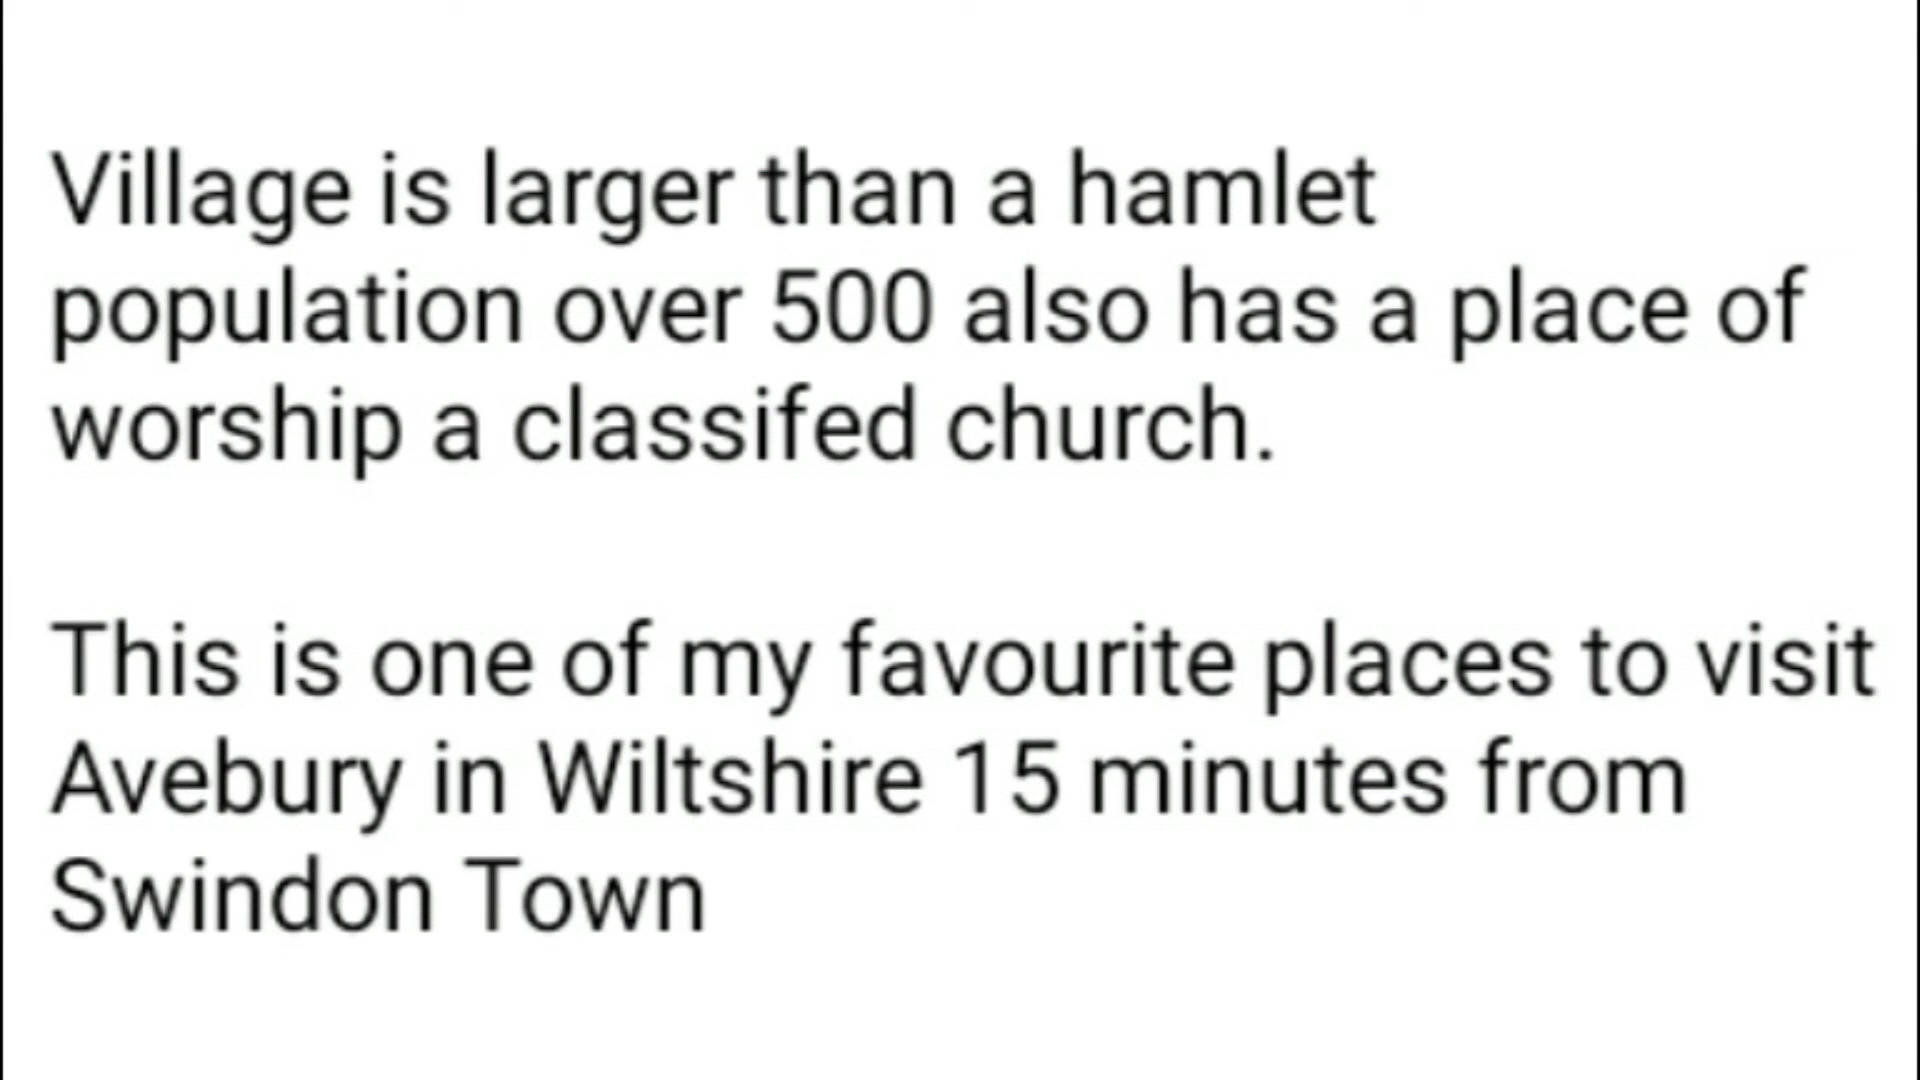 Village is larger than a hamlet
population over 500 also has a place of
worship a classifed church.
This is one of my favourite places to visit
Avebury in Wiltshire 15 minutes from
Swindon Town